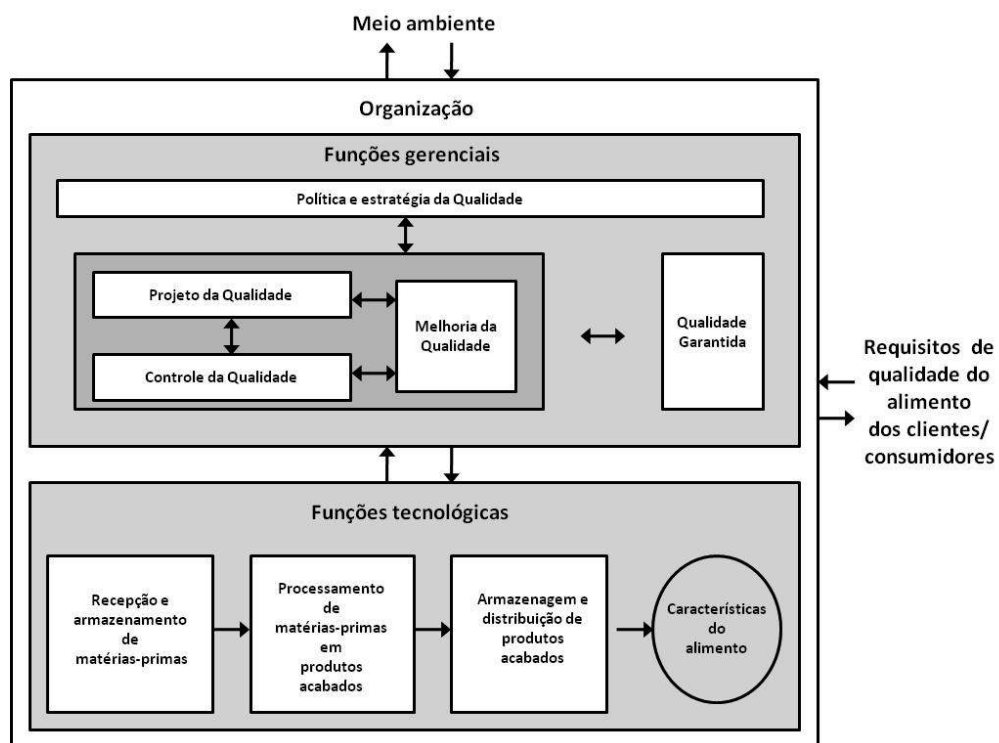 Meio ambiente
Organização
Funções gerenciais
Política e estratégia da Qualidade
Projeto da Qualidade
Controle da Qualidade
Melhoria da
Qualidade
Qualidade
Garantida
Requisitos de
qualidade do
alimento
dos clientes/
consumidores
Funções tecnológicas
Recepção e
armazenamento
de
matérias-primas
Processamento
de
matérias-primas
em
produtos
acabados
Armazenagem e
distribuição de
produtos
acabados
Características
do
alimento